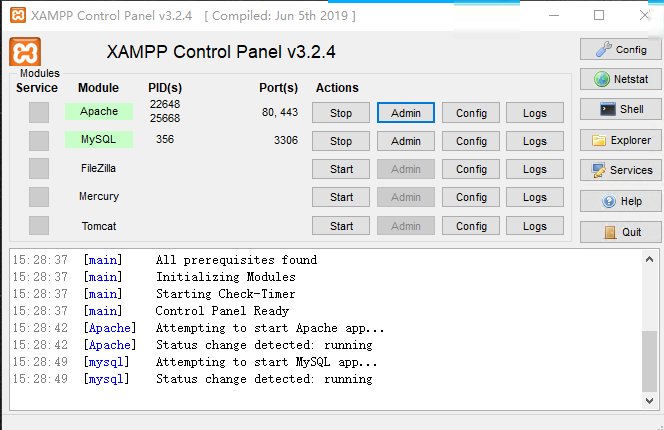 XAMPP Control Panel v3.2.4 [ Compiled: Jun 5th 2019 ]
XAMPP Control Panel v3.2.4
Config
Modules
Service Module PID(s) Port(s) Actions
Netstat
Apache 22648 25668 80, 443 Stop Admin Config Logs
Shell
MySQL 356 3306 Stop Admin Config Logs
Explorer
FileZilla Start Admin Config Logs
Services
Mercury Start Admin Config Logs
Help
Tomcat Start Admin Config Logs
Quit
15:28:37 [main] All prerequisites found
15:28:37 [main] Initializing Modules
15:28:37 [main] Starting Check-Timer
15:28:37 [main] Control Panel Ready
15:28:42 [Apache] Attempting to start Apache app...
15:28:42 [Apache] Status change detected: running
15:28:49 [mysql] Attempting to start MySQL app...
15:28:49 [mysql] Status change detected: running